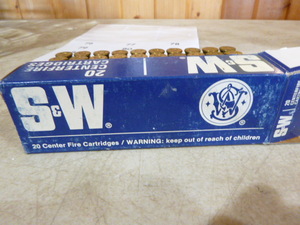 20
CENTERFIRE
CARTRIDGES
S&W®
20 Center Fire Cartridges / WARNING: keep out of reach of children
S&W